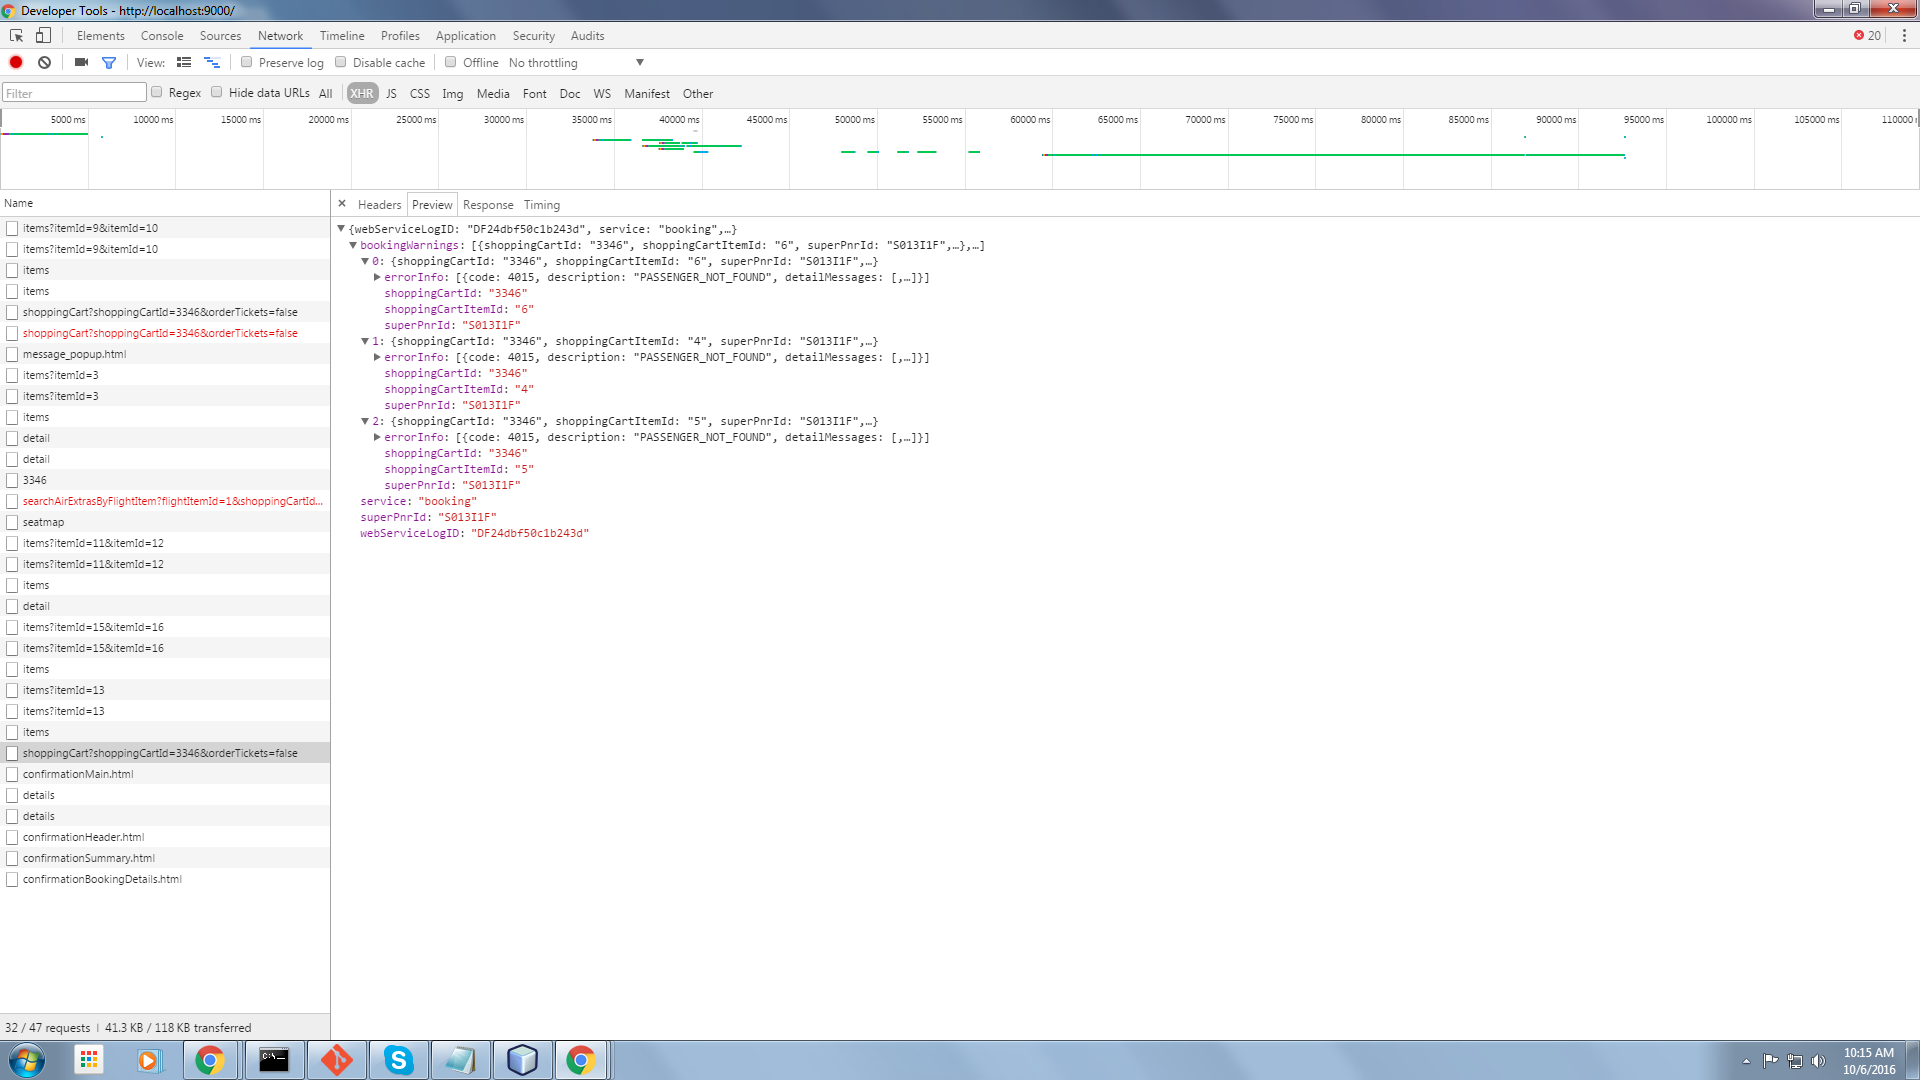 Developer Tools - http://localhost:9000/
Elements Console Sources Network Timeline Profiles Application Security Audits 20
View: Preserve log Disable cache Offline No throttling
Filter Regex Hide data URLs All XHR JS CSS Img Media Font Doc WS Manifest Other
5000 ms 10000 ms 15000 ms 20000 ms 25000 ms 30000 ms 35000 ms 40000 ms 45000 ms 50000 ms 55000 ms 60000 ms 65000 ms 70000 ms 75000 ms 80000 ms 85000 ms 90000 ms 95000 ms 100000 ms 105000 ms 110000
Name
items?itemId=9&itemId=10
items?itemId=9&itemId=10
items
items
shoppingCart?shoppingCartId=3346&orderTickets=false
shoppingCart?shoppingCartId=3346&orderTickets=false
message_popup.html
items?itemId=3
items?itemId=3
items
detail
detail
3346
searchAirExtrasByFlightItem?flightItemId=1&shoppingCartId...
seatmap
items?itemId=11&itemId=12
items?itemId=11&itemId=12
items
detail
items?itemId=15&itemId=16
items?itemId=15&itemId=16
items
items?itemId=13
items?itemId=13
items
shoppingCart?shoppingCartId=3346&orderTickets=false
confirmationMain.html
details
details
confirmationHeader.html
confirmationSummary.html
confirmationBookingDetails.html
32 / 47 requests | 41.3 KB / 118 KB transferred
× Headers Preview Response Timing
{webServiceLogID: "DF24dbf50c1b243d", service: "booking",…}
bookingWarnings: [{shoppingCartId: "3346", shoppingCartItemId: "6", superPnrId: "S013I1F",…},…]
0: {shoppingCartId: "3346", shoppingCartItemId: "6", superPnrId: "S013I1F",…}
errorInfo: [{code: 4015, description: "PASSENGER_NOT_FOUND", detailMessages: [,…]}]
shoppingCartId: "3346"
shoppingCartItemId: "6"
superPnrId: "S013I1F"
1: {shoppingCartId: "3346", shoppingCartItemId: "4", superPnrId: "S013I1F",…}
errorInfo: [{code: 4015, description: "PASSENGER_NOT_FOUND", detailMessages: [,…]}]
shoppingCartId: "3346"
shoppingCartItemId: "4"
superPnrId: "S013I1F"
2: {shoppingCartId: "3346", shoppingCartItemId: "5", superPnrId: "S013I1F",…}
errorInfo: [{code: 4015, description: "PASSENGER_NOT_FOUND", detailMessages: [,…]}]
shoppingCartId: "3346"
shoppingCartItemId: "5"
superPnrId: "S013I1F"
service: "booking"
superPnrId: "S013I1F"
webServiceLogID: "DF24dbf50c1b243d"
10:15 AM
10/6/2016